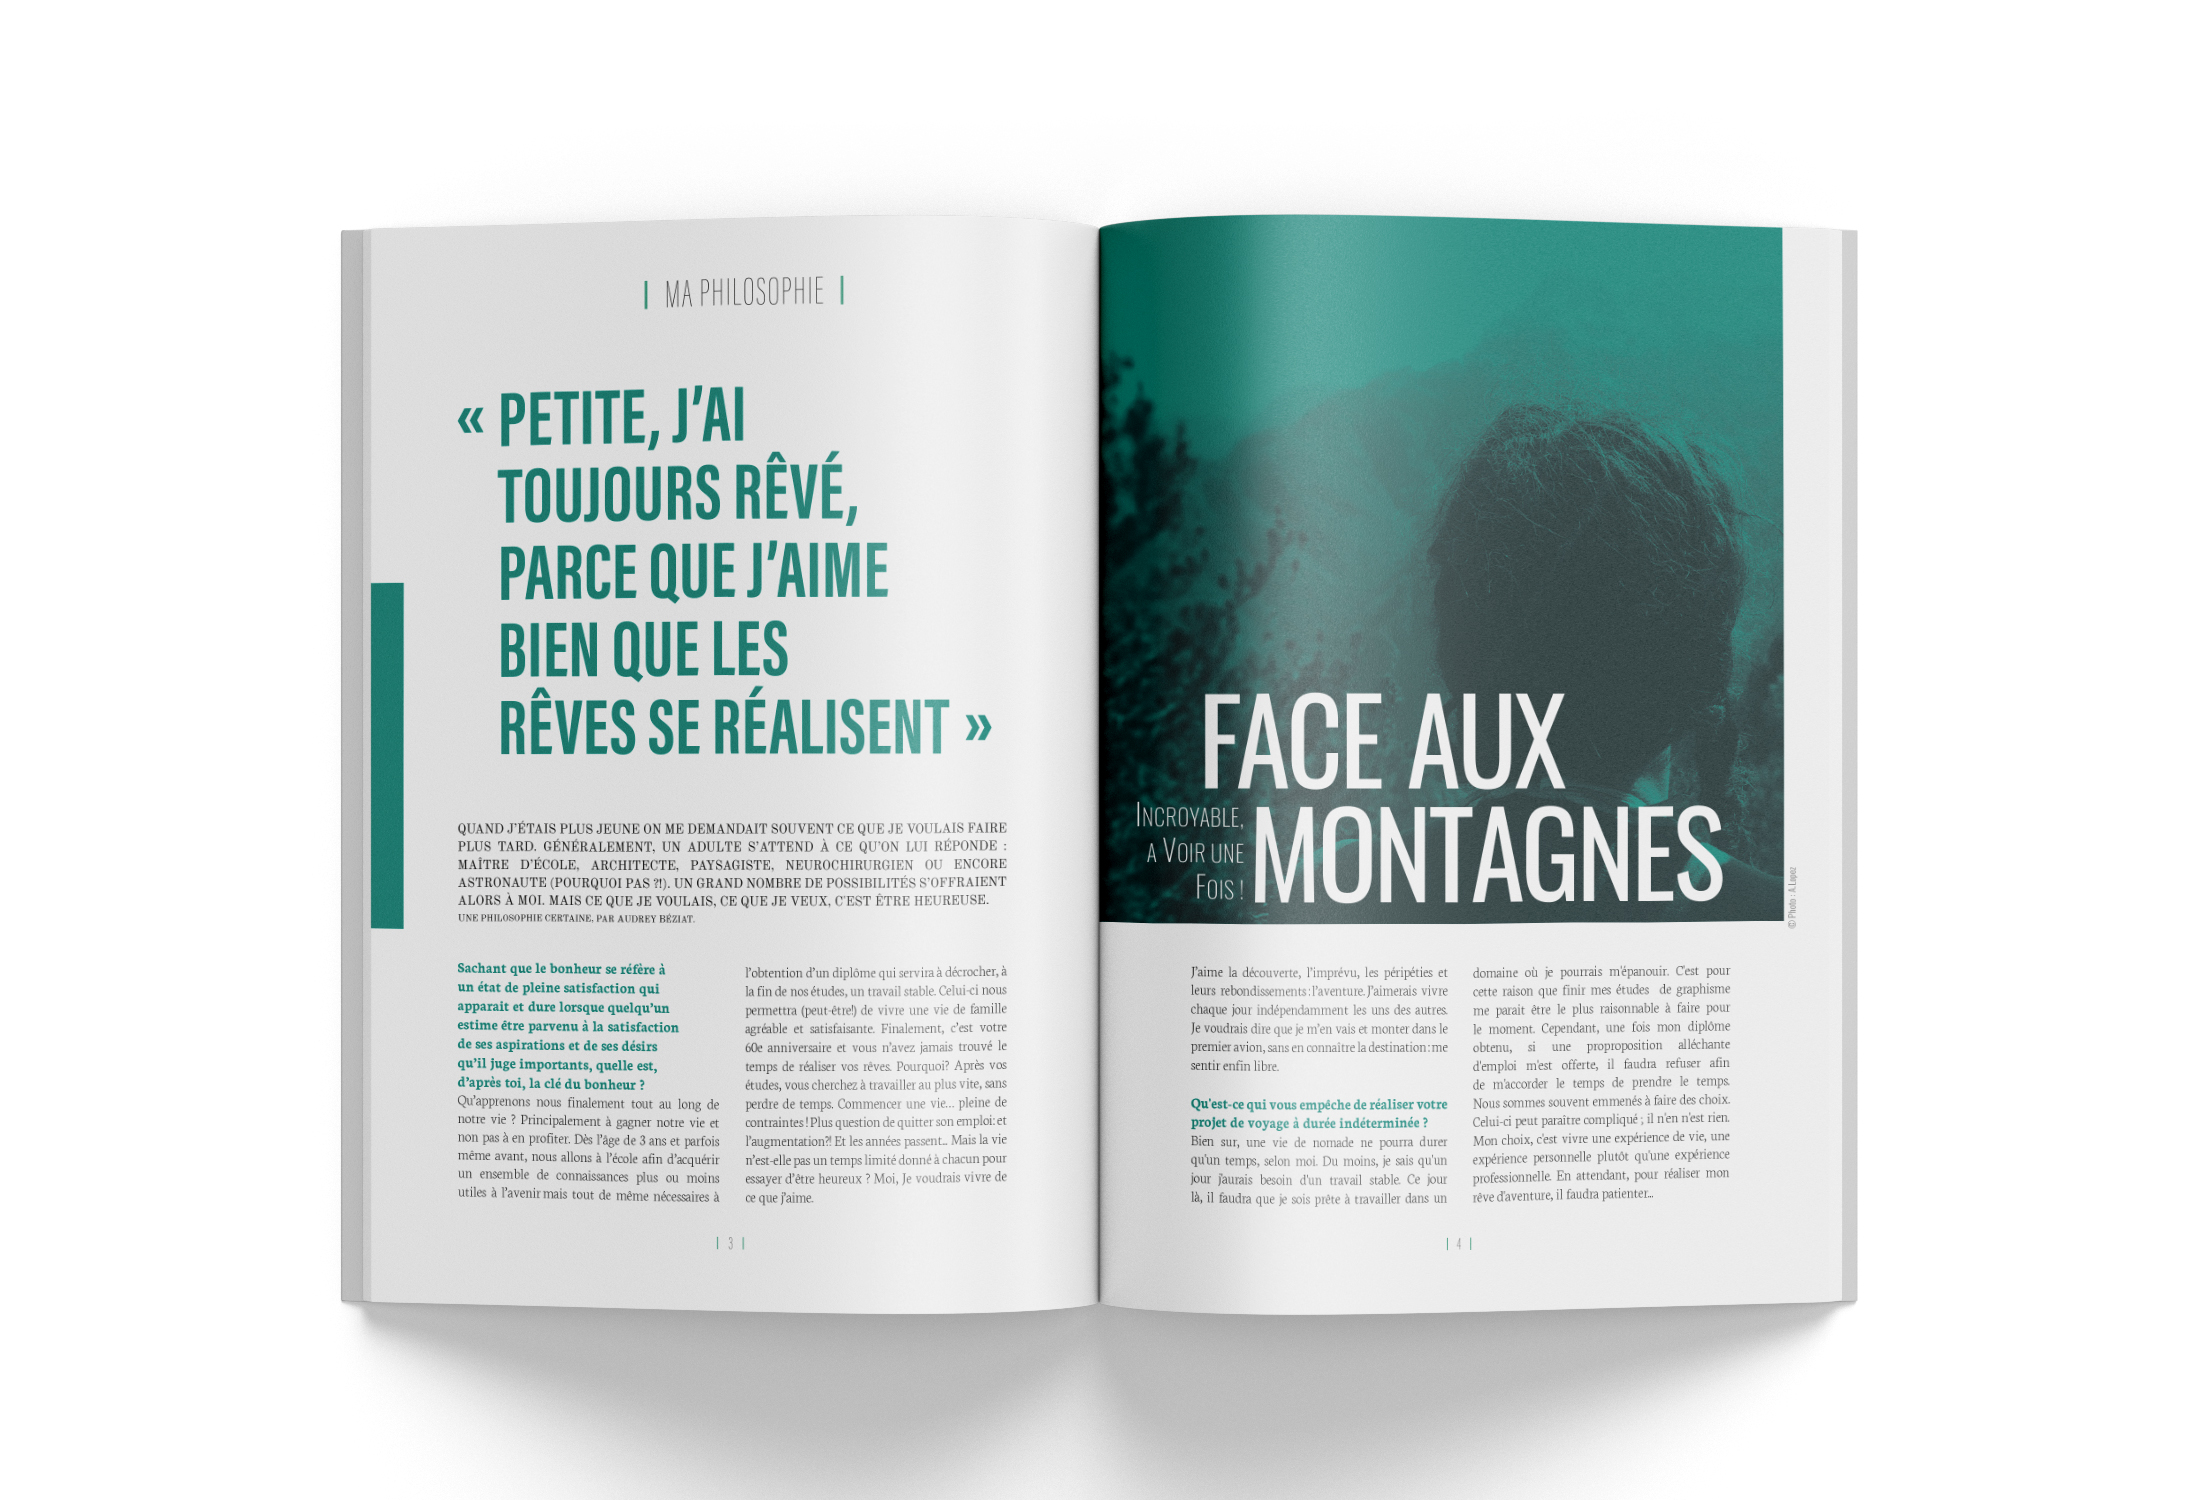 | MA PHILOSOPHIE |
« PETITE, J’AI
TOUJOURS RÊVÉ,
PARCE QUE J’AIME
BIEN QUE LES
RÊVES SE RÉALISENT »
QUAND J’ÉTAIS PLUS JEUNE ON ME DEMANDAIT SOUVENT CE QUE JE VOULAIS FAIRE
PLUS TARD. GÉNÉRALEMENT, UN ADULTE S’ATTEND À CE QU’ON LUI RÉPONDE :
MAÎTRE D’ÉCOLE, ARCHITECTE, PAYSAGISTE, NEUROCHIRURGIEN OU ENCORE
ASTRONAUTE (POURQUOI PAS ?!). UN GRAND NOMBRE DE POSSIBILITÉS S’OFFRAIENT
ALORS À MOI. MAIS CE QUE JE VOULAIS, CE QUE JE VEUX, C’EST ÊTRE HEUREUSE.
UNE PHILOSOPHIE CERTAINE, PAR AUDREY BÉZIAT.
Sachant que le bonheur se réfère à
un état de pleine satisfaction qui
apparait et dure lorsque quelqu’un
estime être parvenu à la satisfaction
de ses aspirations et de ses désirs
qu’il juge importants, quelle est,
d’après toi, la clé du bonheur ?
Qu’apprenons nous finalement tout au long de
notre vie ? Principalement à gagner notre vie et
non pas à en profiter. Dès l’âge de 3 ans et parfois
même avant, nous allons à l’école afin d’acquérir
un ensemble de connaissances plus ou moins
utiles à l’avenir mais tout de même nécessaires à
l’obtention d’un diplôme qui servira à décrocher, à
la fin de nos études, un travail stable. Celui-ci nous
permettra (peut-être!) de vivre une vie de famille
agréable et satisfaisante. Finalement, c’est votre
60e anniversaire et vous n’avez jamais trouvé le
temps de réaliser vos rêves. Pourquoi? Après vos
études, vous cherchez à travailler au plus vite, sans
perdre de temps. Commencer une vie... pleine de
contraintes ! Plus question de quitter son emploi: et
l’augmentation?! Et les années passent... Mais la vie
n’est-elle pas un temps limité donné à chacun pour
essayer d’être heureux ? Moi, Je voudrais vivre de
ce que j’aime.
| 3 |
FACE AUX
MONTAGNES
INCROYABLE,
A VOIR UNE
FOIS !
© Photo : A.Lopez
J’aime la découverte, l’imprévu, les péripéties et
leurs rebondissements : l’aventure. J’aimerais vivre
chaque jour indépendamment les uns des autres.
Je voudrais dire que je m’en vais et monter dans le
premier avion, sans en connaître la destination : me
sentir enfin libre.
Qu'est-ce qui vous empêche de réaliser votre
projet de voyage à durée indéterminée ?
Bien sur, une vie de nomade ne pourra durer
qu'un temps, selon moi. Du moins, je sais qu'un
jour j'aurais besoin d'un travail stable. Ce jour
là, il faudra que je sois prête à travailler dans un
domaine où je pourrais m'épanouir. C'est pour
cette raison que finir mes études de graphisme
me parait être le plus raisonnable à faire pour
le moment. Cependant, une fois mon diplôme
obtenu, si une proproposition alléchante
d'emploi m'est offerte, il faudra refuser afin
de m'accorder le temps de prendre le temps.
Nous sommes souvent emmenés à faire des choix.
Celui-ci peut paraître compliqué ; il n'en n'est rien.
Mon choix, c'est vivre une expérience de vie, une
expérience personnelle plutôt qu'une expérience
professionnelle. En attendant, pour réaliser mon
rêve d'aventure, il faudra patienter...
| 4 |